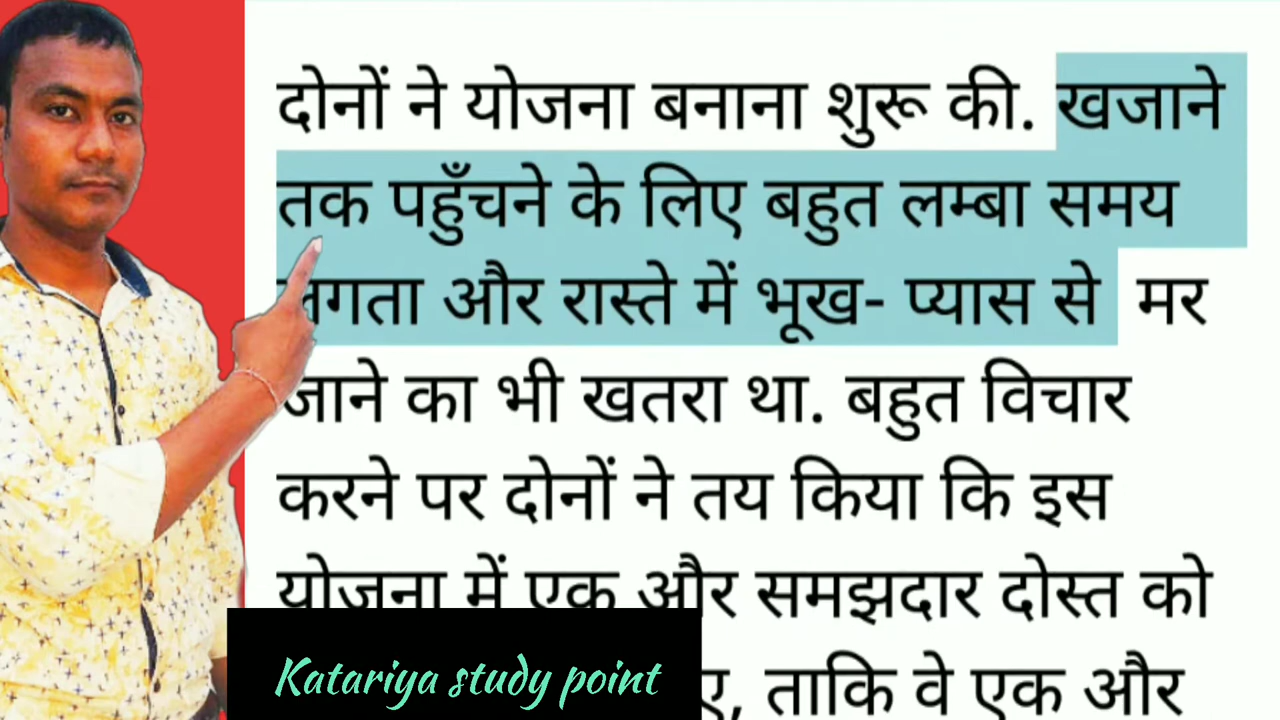 दोनों ने योजना बनाना शुरू की. खजाने
तक पहुँचने के लिए बहुत लम्बा समय
लगता और रास्ते में भूख- प्यास से मर
जाने का भी खतरा था. बहुत विचार
करने पर दोनों ने तय किया कि इस
योजना में एक और समझदार दोस्त को
ताकि वे एक और
Katariya study point